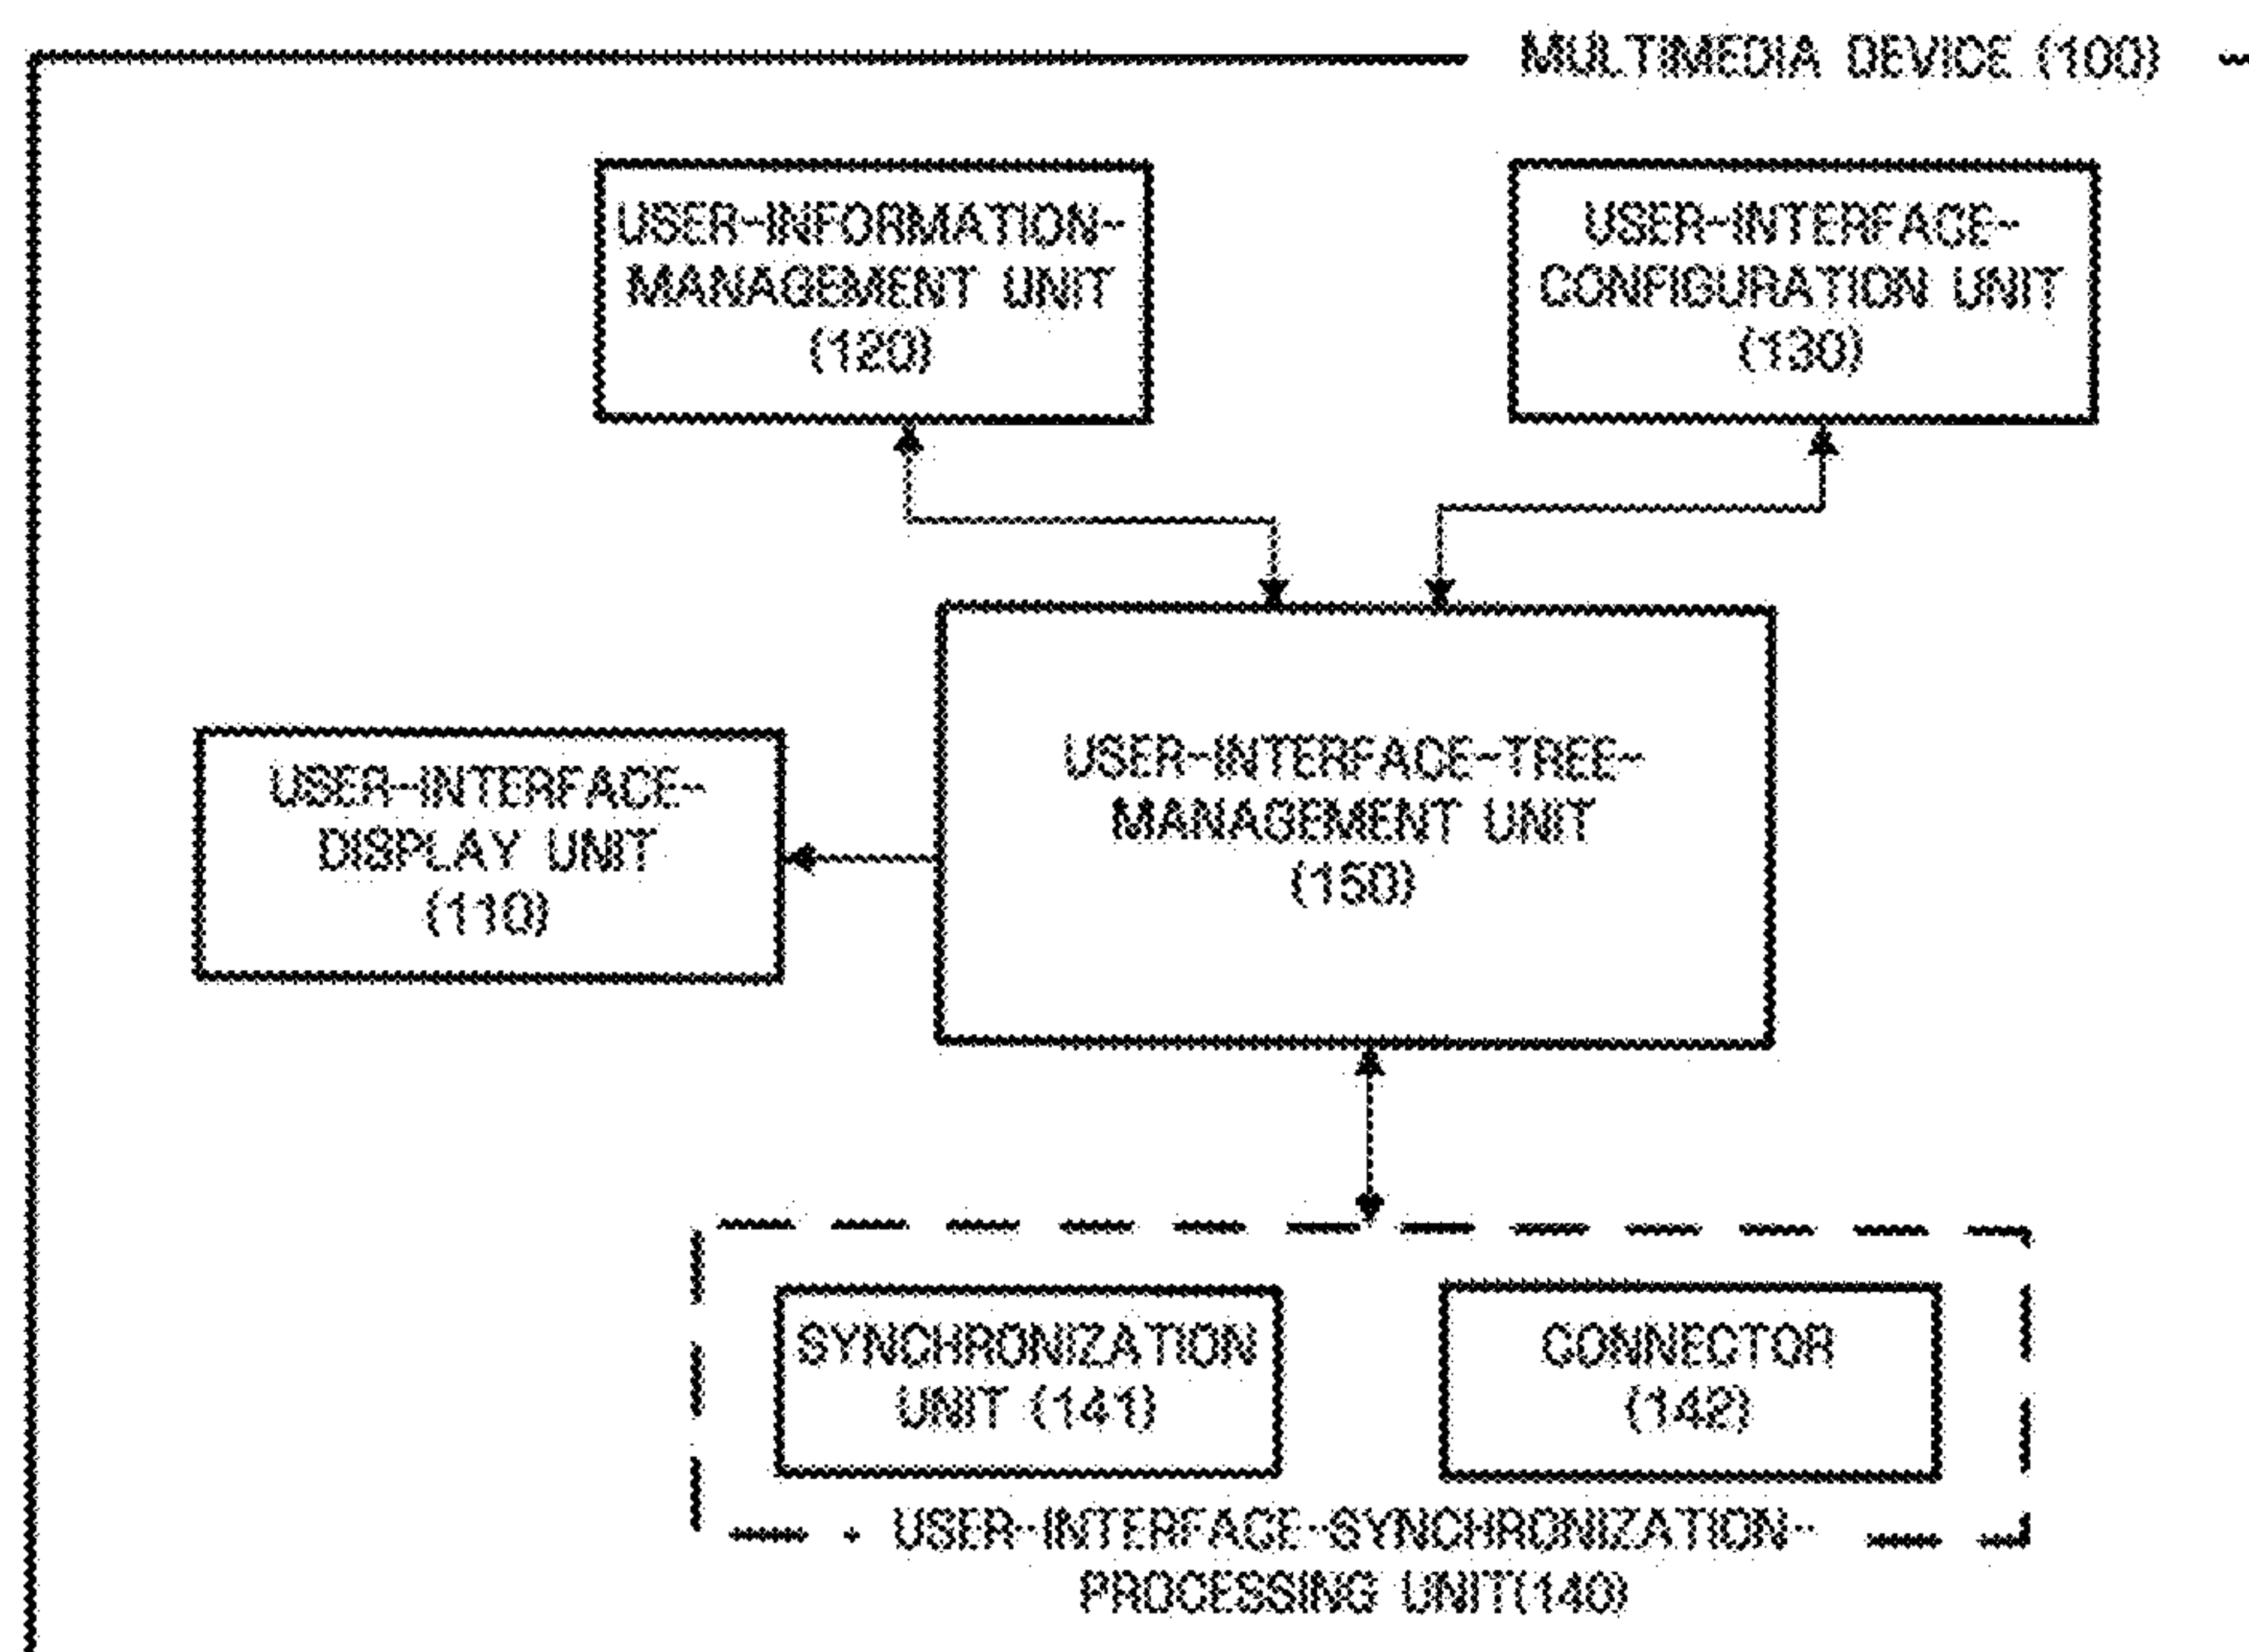 MULTIMEDIA DEVICE (100)
USER-INFORMATION-
MANAGEMENT UNIT
(120)
USER-INTERFACE-
CONFIGURATION UNIT
(130)
USER-INTERFACE-TREE-
MANAGEMENT UNIT
(150)
USER-INTERFACE-
DISPLAY UNIT
(110)
SYNCHRONIZATION
UNIT (141)
CONNECTOR
(142)
USER-INTERFACE-SYNCHRONIZATION-
PROCESSING UNIT(140)